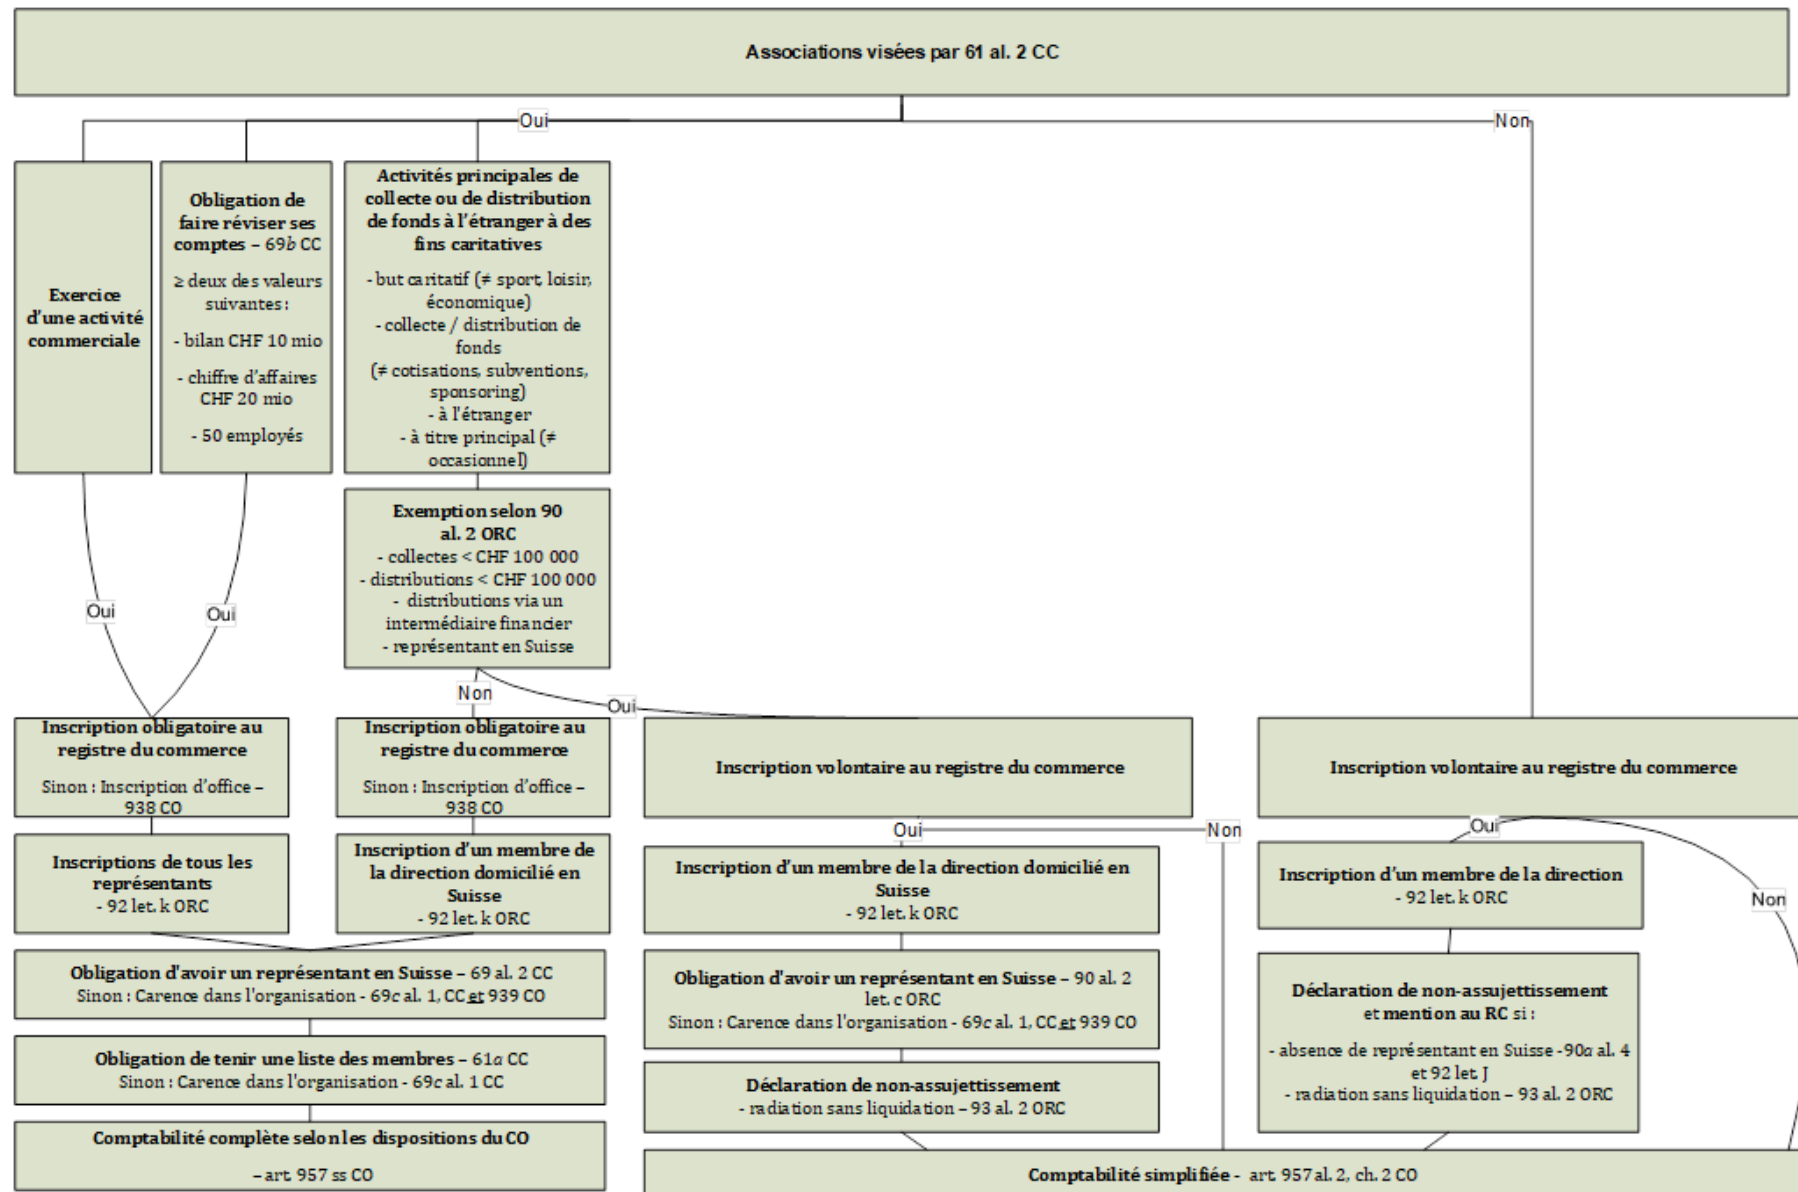 Associations visées par 61 al. 2 CC
Oui
Non
Exercice
d'une activité
commerciale
Obligation de
faire réviser ses
comptes – 69b CC
≥ deux des valeurs
suivantes :
- bilan CHF 10 mio
- chiffre d'affaires
CHF 20 mio
- 50 employés
Activités principales de
collecte ou de distribution
de fonds à l'étranger à des
fins caritatives
- but caritatif (≠ sport, loisir,
économique)
- collecte / distribution de
fonds
(≠ cotisations, subventions,
sponsoring)
- à l'étranger
- à titre principal (≠
occasionnel)
Exemption selon 90
al. 2 ORC
- collectes < CHF 100 000
- distributions < CHF 100 000
- distributions via un
intermédiaire financier
- représentant en Suisse
Oui
Oui
Non
Oui
Inscription obligatoire au
registre du commerce
Sinon : Inscription d'office –
938 CO
Inscription obligatoire au
registre du commerce
Sinon : Inscription d'office –
938 CO
Inscription volontaire au registre du commerce
Inscription volontaire au registre du commerce
Oui
Non
Oui
Non
Inscriptions de tous les
représentants
- 92 let. k ORC
Inscription d'un membre de
la direction domicilié en
Suisse
- 92 let. k ORC
Inscription d'un membre de la direction domicilié en
Suisse
- 92 let. k ORC
Inscription d'un membre de la direction
- 92 let. k ORC
Obligation d'avoir un représentant en Suisse – 69 al. 2 CC
Sinon : Carence dans l'organisation - 69c al. 1, CC et 939 CO
Obligation d'avoir un représentant en Suisse – 90 al. 2
let. c ORC
Sinon : Carence dans l'organisation - 69c al. 1, CC et 939 CO
Déclaration de non-assujettissement
et mention au RC si :
- absence de représentant en Suisse -90a al. 4
et 92 let. J
- radiation sans liquidation – 93 al. 2 ORC
Obligation de tenir une liste des membres – 61a CC
Sinon : Carence dans l'organisation - 69c al. 1 CC
Déclaration de non-assujettissement
- radiation sans liquidation – 93 al. 2 ORC
Comptabilité complète selon les dispositions du CO
– art. 957 ss CO
Comptabilité simplifiée - art. 957 al. 2, ch. 2 CO